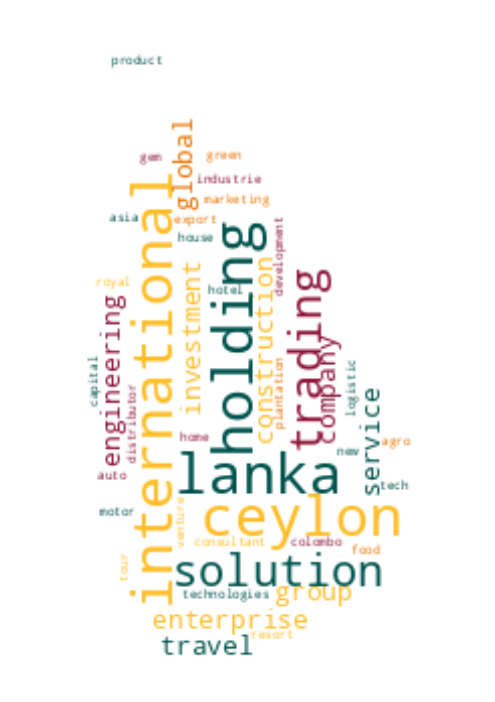 product
global
gem
green
industrie
international
marketing
asia
export
development
holding
house
construction
investment
trading
royal
hotel
engineering
company
capital
plantation
logistic
distributor
service
home
agro
new
lanka
auto
tech
ceylon
venture
motor
consultant
colombo
food
tour
solution
technologies
group
enterprise
resort
travel